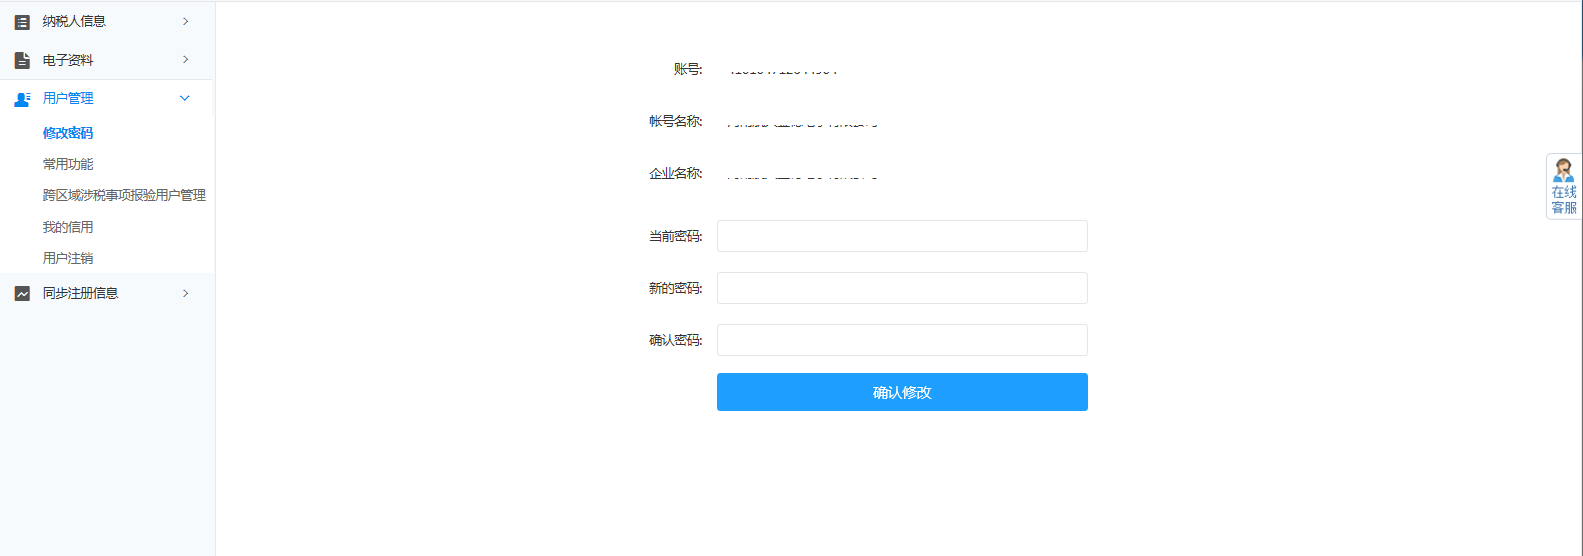 纳税人信息
电子资料
用户管理
修改密码
常用功能
跨区域涉税事项报验用户管理
我的信用
用户注销
同步注册信息
账号:
帐号名称:
企业名称:
当前密码:
新的密码:
确认密码:
确认修改
在线
客服